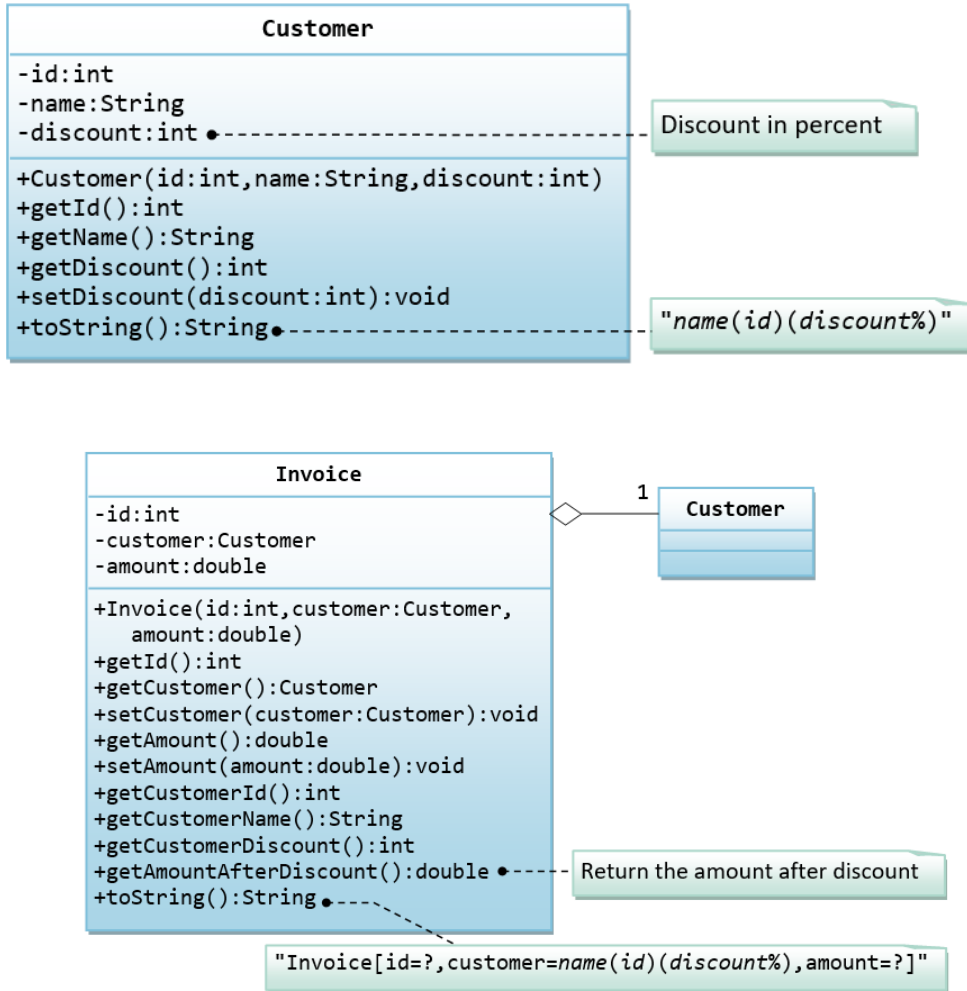 Customer
-id:int
-name:String
-discount:int
Discount in percent
+Customer(id:int,name:String,discount:int)
+getId():int
+getName():String
+getDiscount():int
+setDiscount(discount:int):void
+toString():String
"name(id)(discount%)"
Invoice
-id:int
-customer:Customer
-amount:double
1
Customer
+Invoice(id:int,customer:Customer,
amount:double)
+getId():int
+getCustomer():Customer
+setCustomer(customer:Customer):void
+getAmount():double
+setAmount(amount:double):void
+getCustomerId():int
+getCustomerName():String
+getCustomerDiscount():int
+getAmountAfterDiscount():double
Return the amount after discount
+toString():String
"Invoice[id=?,customer=name(id)(discount%),amount=?]"